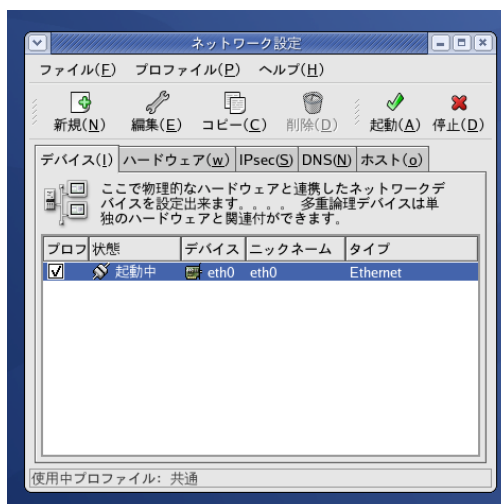 ネットワーク設定
ファイル(F) プロファイル(P) ヘルプ(H)
新規(N) 編集(E) コピー(C) 削除(D) 起動(A) 停止(D)
デバイス(I) ハードウェア(w) IPsec(S) DNS(N) ホスト(o)
ここで物理的なハードウェアと連携したネットワークデ
バイスを設定出来ます。。。。 多重論理デバイスは単
独のハードウェアと関連付ができます。
プロフ 状態 デバイス ニックネーム タイプ
起動中 eth0 eth0 Ethernet
使用中プロファイル: 共通